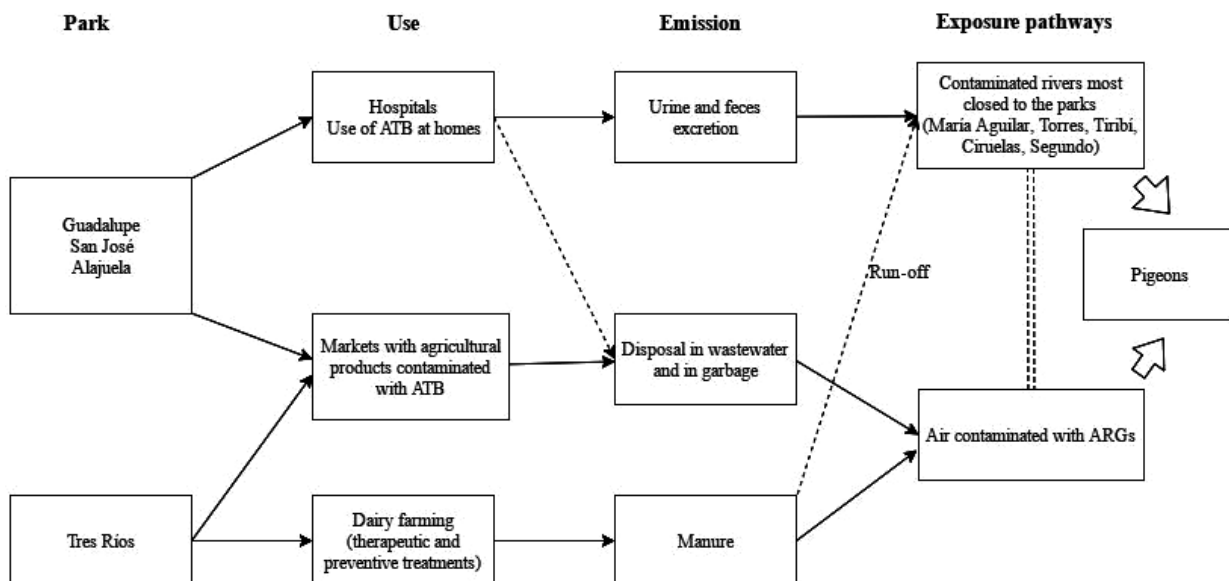 Park
Use
Emission
Exposure pathways
Hospitals
Use of ATB at homes
Urine and feces
excretion
Contaminated rivers most
closed to the parks
(María Aguilar, Torres, Tiribí,
Ciruelas, Segundo)
Guadalupe
San José
Alajuela
Run-off
Pigeons
Markets with agricultural
products contaminated
with ATB
Disposal in wastewater
and in garbage
Air contaminated with ARGs
Tres Ríos
Dairy farming
(therapeutic and
preventive treatments)
Manure